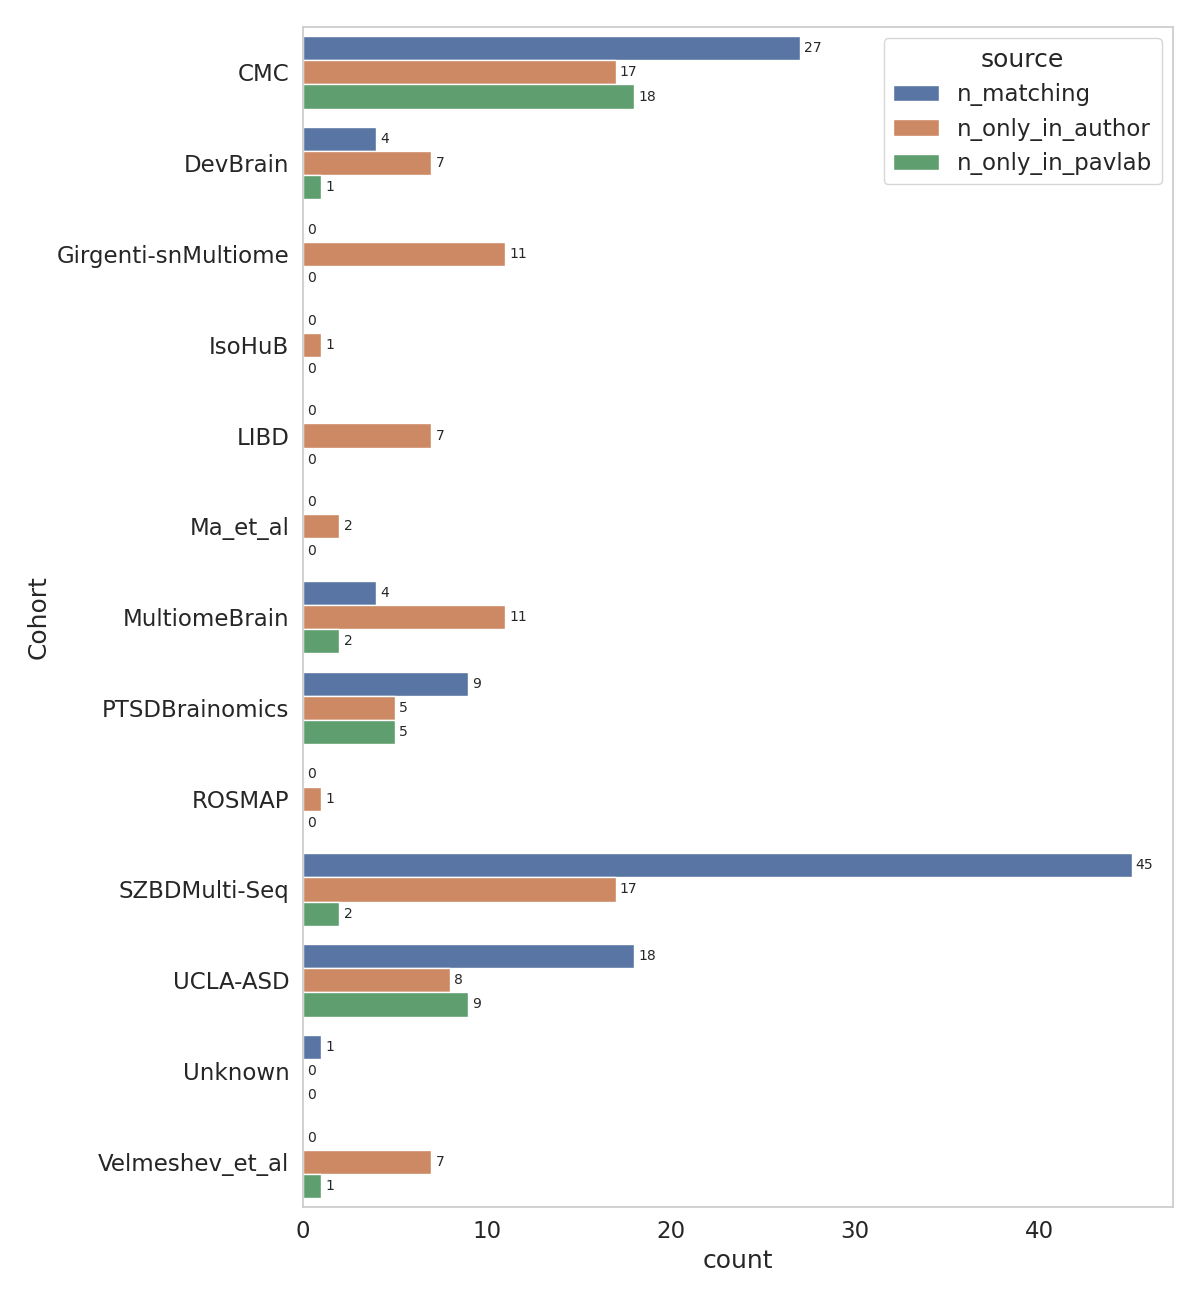 source
n_matching
n_only_in_author
n_only_in_pavlab
Cohort
CMC
27
17
18
DevBrain
4
7
1
Girgenti-snMultiome
0
11
0
IsoHuB
0
1
0
LIBD
0
7
0
Ma_et_al
0
2
0
MultiomeBrain
4
11
2
PTSDBrainomics
9
5
5
ROSMAP
0
1
0
SZBDMulti-Seq
45
17
2
UCLA-ASD
18
8
9
Unknown
1
0
0
Velmeshev_et_al
0
7
1
0 10 20 30 40
count